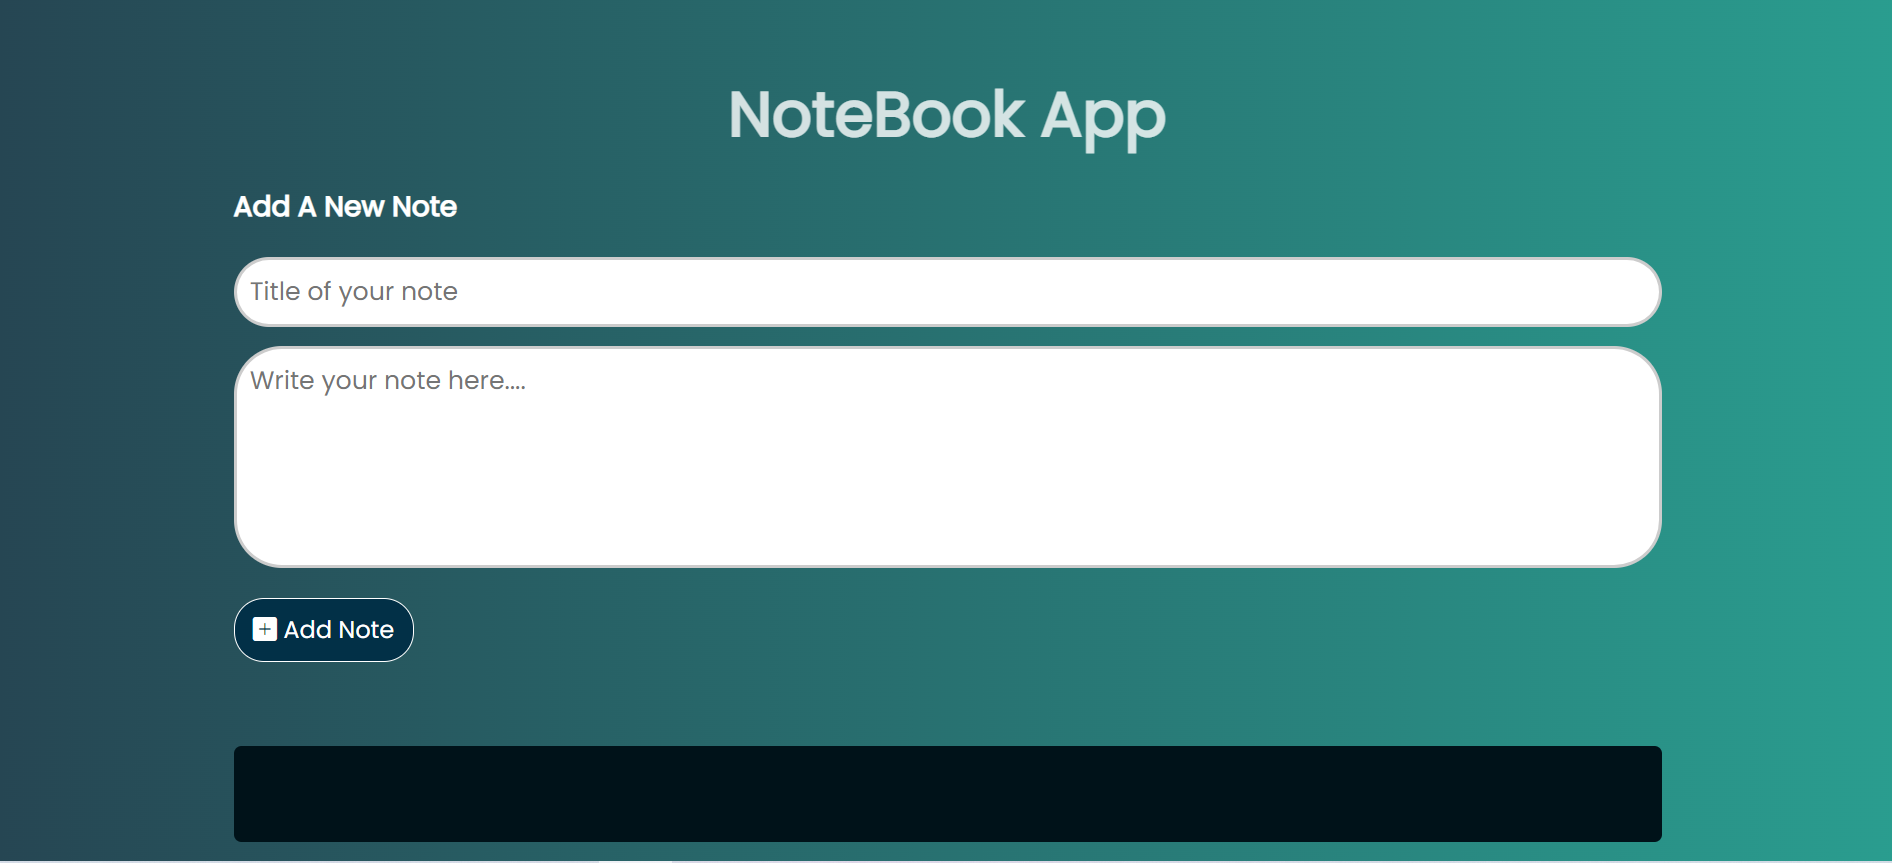 NoteBook App
Add A New Note
Title of your note
Write your note here....
Add Note